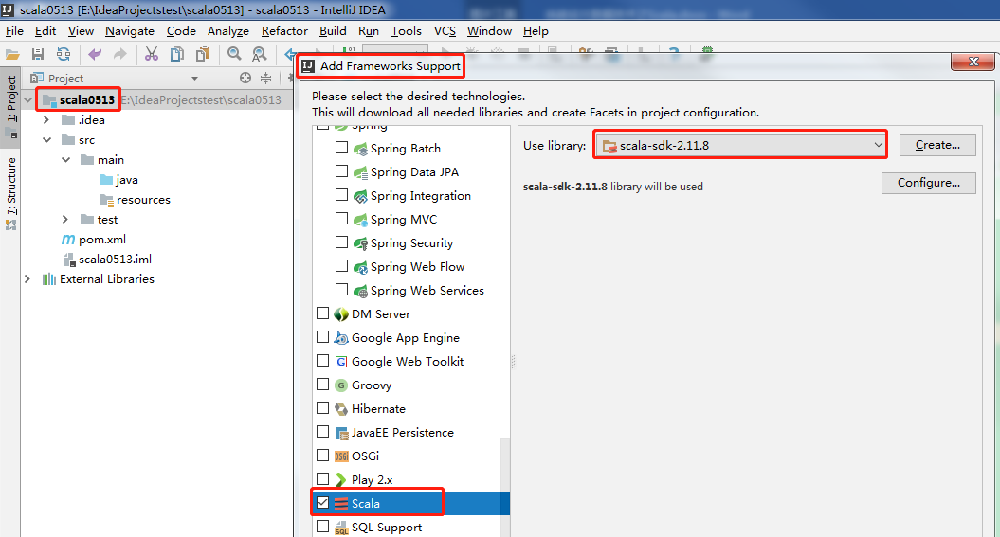 scala0513 [E:\IdeaProjectstest\scala0513] - scala0513 - IntelliJ IDEA
File Edit View Navigate Code Analyze Refactor Build Run Tools VCS Window Help
Project
Add Frameworks Support
1: Project
7: Structure
scala0513 E:\IdeaProjectstest\scala0513
.idea
src
main
java
resources
test
pom.xml
scala0513.iml
External Libraries
Please select the desired technologies.
This will download all needed libraries and create Facets in project configuration.
Spring
Spring Batch
Spring Data JPA
Spring Integration
Spring MVC
Spring Security
Spring Web Flow
Spring Web Services
DM Server
Google App Engine
Google Web Toolkit
Groovy
Hibernate
JavaEE Persistence
OSGi
Play 2.x
Scala
SQL Support
Use library: scala-sdk-2.11.8 Create...
scala-sdk-2.11.8 library will be used Configure...